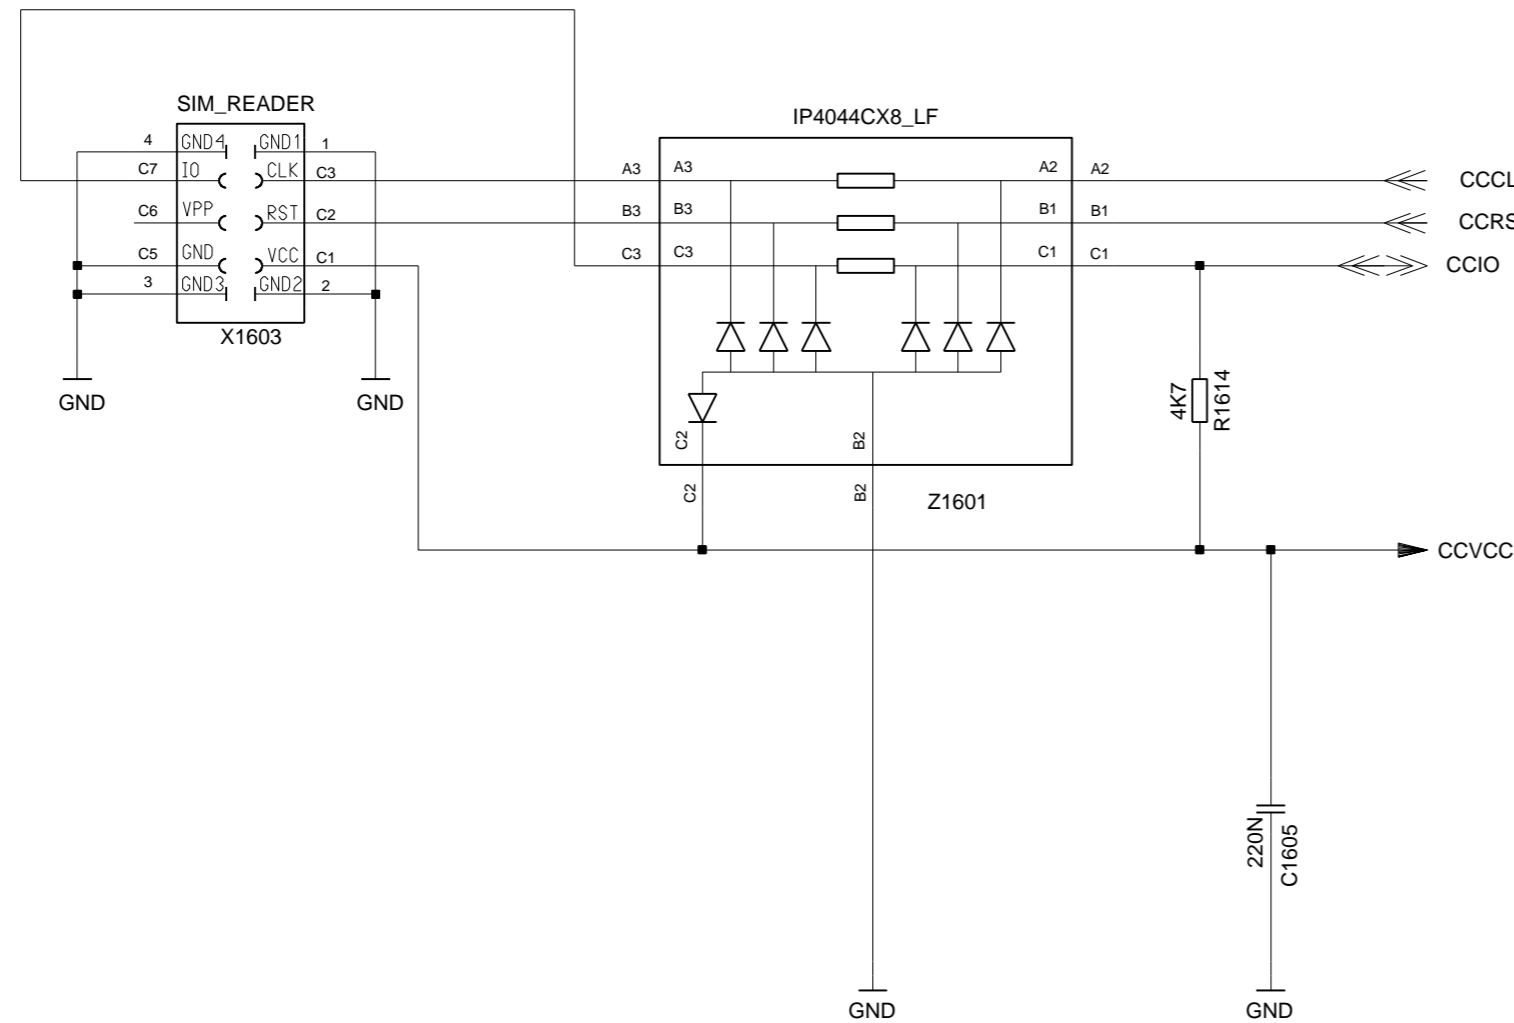 SIM_READER
IP4044CX8_LF
4 GND4 GND1 1
C7 IO CLK C3
A3 A3 A2 A2
CCCL
C6 VPP RST C2
B3 B3 B1 B1
CCRS
C5 GND VCC C1
C3 C3 C1 C1
CCIO
3 GND3 GND2 2
X1603
GND
GND
4K7
R1614
C2
B2
C2
B2
Z1601
CCVCC
220N
C1605
GND
GND